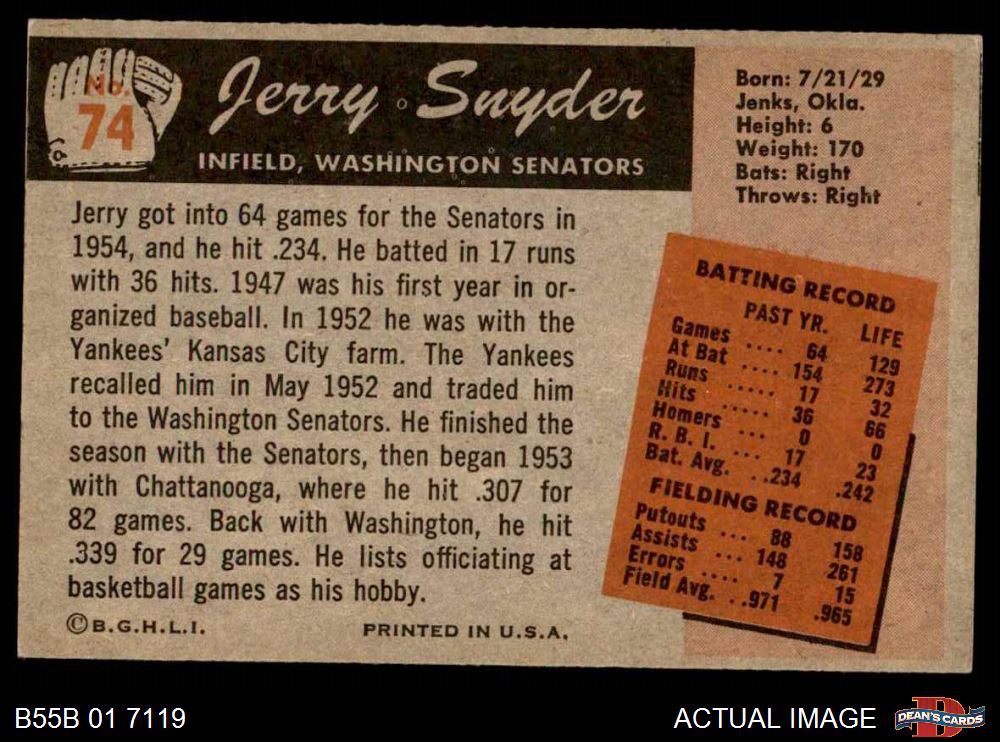 No.
74
Jerry Snyder
INFIELD, WASHINGTON SENATORS
Jerry got into 64 games for the Senators in
1954, and he hit .234. He batted in 17 runs
with 36 hits. 1947 was his first year in or-
ganized baseball. In 1952 he was with the
Yankees' Kansas City farm. The Yankees
recalled him in May 1952 and traded him
to the Washington Senators. He finished the
season with the Senators, then began 1953
with Chattanooga, where he hit .307 for
82 games. Back with Washington, he hit
.339 for 29 games. He lists officiating at
basketball games as his hobby.
©B.G.H.L.I. PRINTED IN U.S.A.
Born: 7/21/29
Jenks, Okla.
Height: 6
Weight: 170
Bats: Right
Throws: Right
BATTING RECORD
PAST YR. LIFE
Games .... 64 129
At Bat .... 154 273
Runs ..... 17 32
Hits ..... 36 66
Homers ... 0 0
R. B. I. ... 17 23
Bat. Avg. ..234 .242
FIELDING RECORD
Putouts ... 88 158
Assists ... 148 261
Errors .... 7 15
Field Avg. ..971 .965
B55B 01 7119 ACTUAL IMAGE DEAN'S CARDS